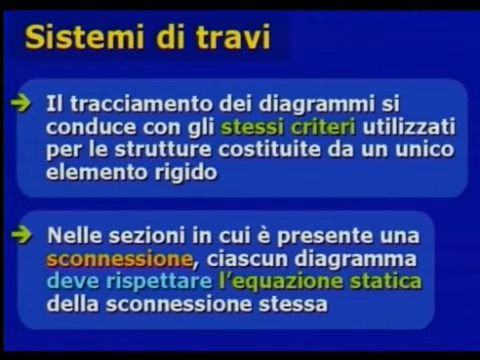 Sistemi di travi
Il tracciamento dei diagrammi si
conduce con gli stessi criteri utilizzati
per le strutture costituite da un unico
elemento rigido
Nelle sezioni in cui è presente una
sconnessione, ciascun diagramma
deve rispettare l'equazione statica
della sconnessione stessa